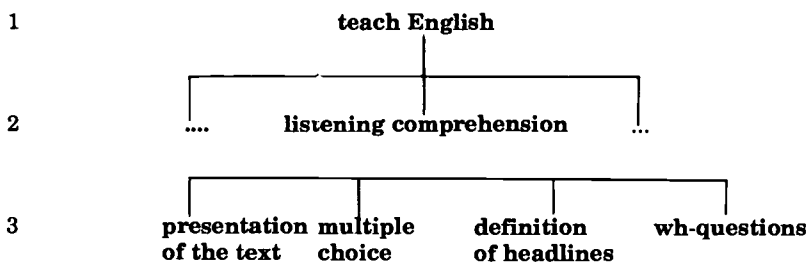 1 teach English
2 .... listening comprehension ...
3 presentation multiple definition wh-questions
of the text choice of headlines